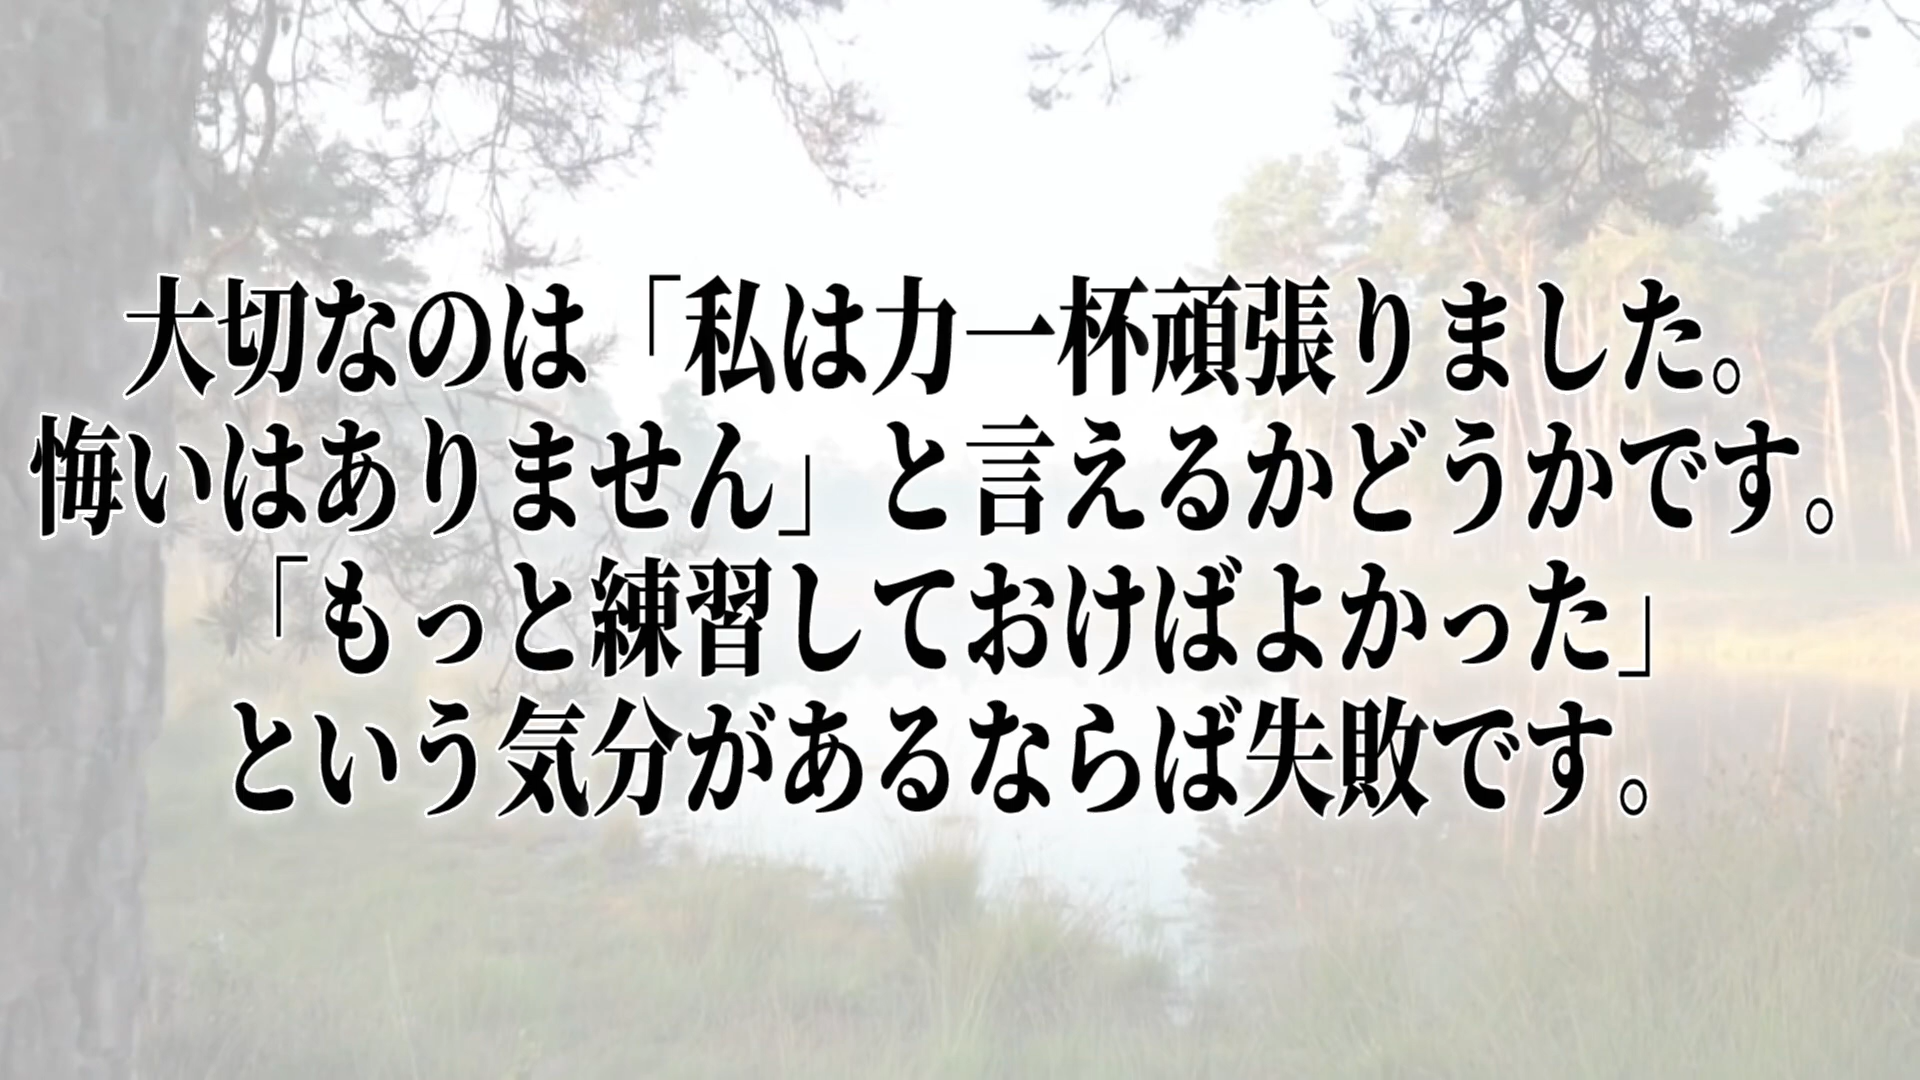 大切なのは「私は力一杯頑張りました。
悔いはありません」と言えるかどうかです。
「もっと練習しておけばよかった」
という気分があるならば失敗です。